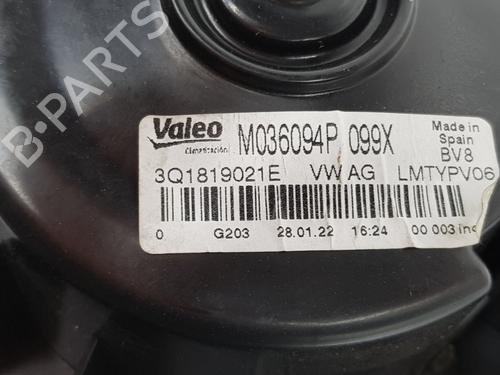 B-PARTS
Valeo M036094P 099X Made in
Climatización Spain
BV8
3Q1819021E VW AG LMTYPV06
0 G203 28.01.22 16:24 00 003